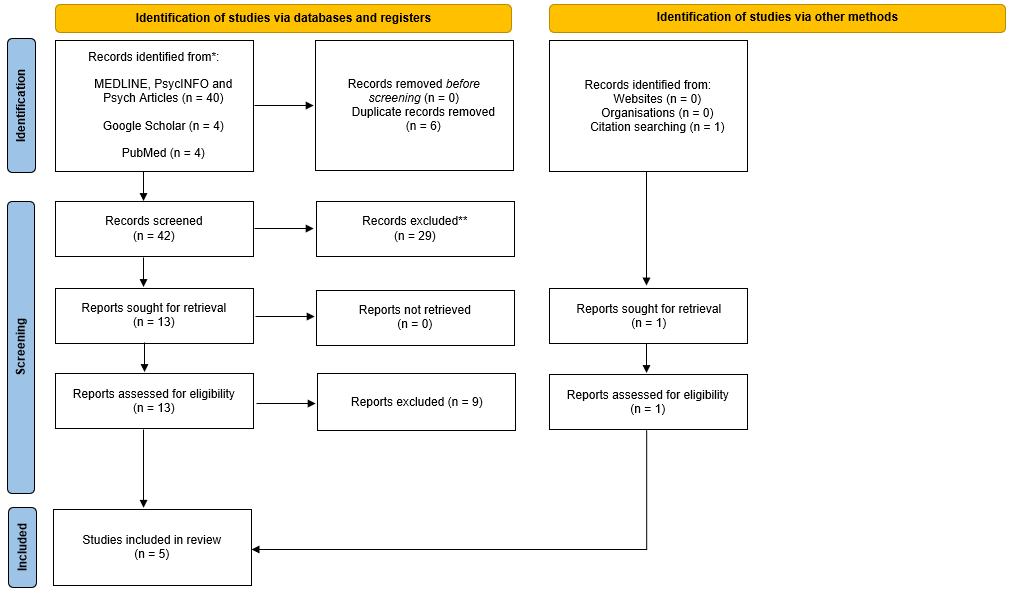 Identification of studies via databases and registers
Identification of studies via other methods
Identification
Records identified from*:
MEDLINE, PsycINFO and
Psych Articles (n = 40)
Google Scholar (n = 4)
PubMed (n = 4)
Records removed before
screening (n = 0)
Duplicate records removed
(n = 6)
Records identified from:
Websites (n = 0)
Organisations (n = 0)
Citation searching (n = 1)
Screening
Records screened
(n = 42)
Records excluded**
(n = 29)
Reports sought for retrieval
(n = 13)
Reports not retrieved
(n = 0)
Reports sought for retrieval
(n = 1)
Reports assessed for eligibility
(n = 13)
Reports excluded (n = 9)
Reports assessed for eligibility
(n = 1)
Included
Studies included in review
(n = 5)